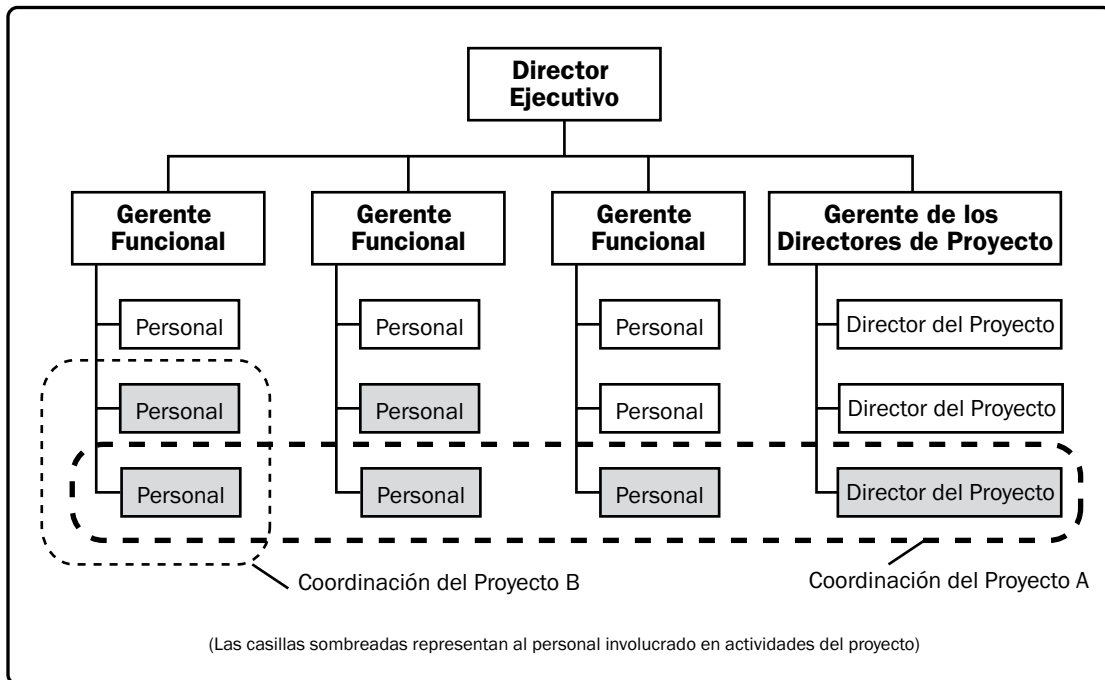 Director
Ejecutivo
Gerente
Funcional
Gerente
Funcional
Gerente
Funcional
Gerente de los
Directores de Proyecto
Personal
Personal
Personal
Director del Proyecto
Personal
Personal
Personal
Director del Proyecto
Personal
Personal
Personal
Director del Proyecto
Coordinación del Proyecto B
Coordinación del Proyecto A
(Las casillas sombreadas representan al personal involucrado en actividades del proyecto)